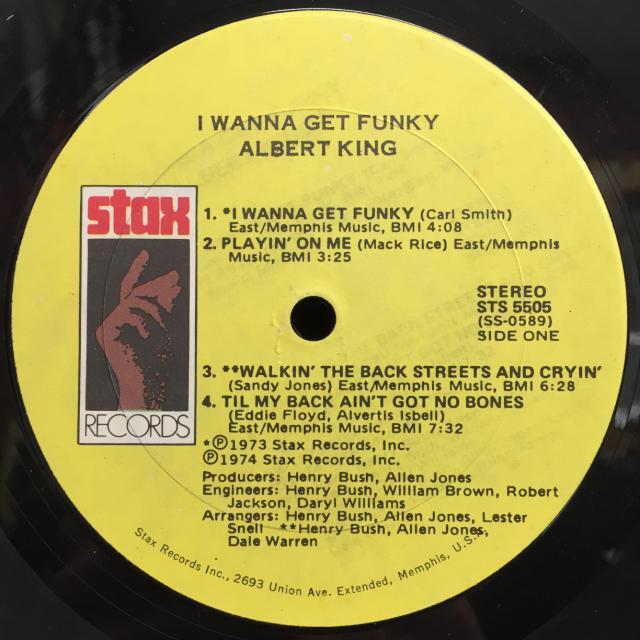 I WANNA GET FUNKY
ALBERT KING
stax
RECORDS
1. *I WANNA GET FUNKY (Carl Smith)
East/Memphis Music, BMI 4:08
2. PLAYIN' ON ME (Mack Rice) East/Memphis
Music, BMI 3:25
STEREO
STS 5505
(SS-0589)
SIDE ONE
3. **WALKIN' THE BACK STREETS AND CRYIN'
(Sandy Jones) East/Memphis Music, BMI 6:28
4. TIL MY BACK AIN'T GOT NO BONES
(Eddie Floyd, Alvertis Isbell)
East/Memphis Music, BMI 7:32
*Ⓟ1973 Stax Records, Inc.
Ⓟ1974 Stax Records, Inc.
Producers: Henry Bush, Allen Jones
Engineers: Henry Bush, William Brown, Robert
Jackson, Daryl Williams
Arrangers: Henry Bush, Allen Jones, Lester
Snell **Henry Bush, Allen Jones,
Dale Warren
Stax Records Inc., 2693 Union Ave. Extended, Memphis, U.S.A.